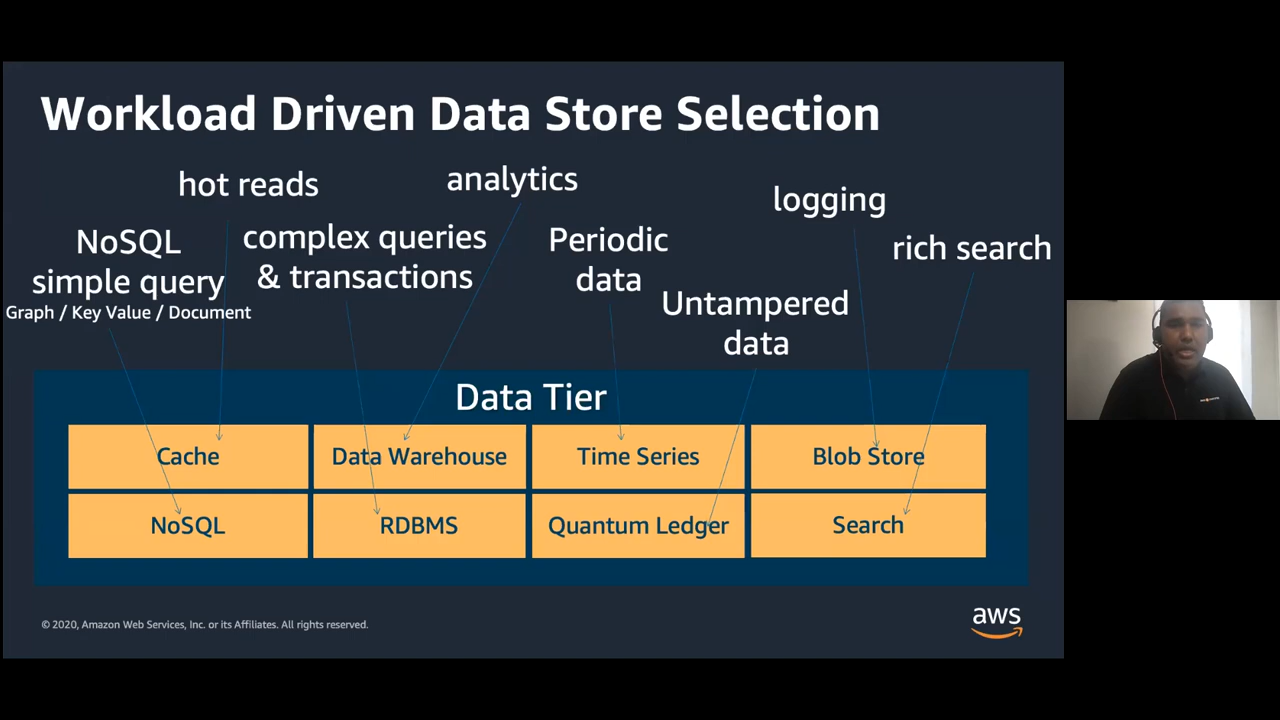 Workload Driven Data Store Selection
hot reads
analytics
logging
NoSQL
simple query
Graph / Key Value / Document
complex queries
& transactions
Periodic
data
rich search
Untampered
data
Data Tier
Cache
Data Warehouse
Time Series
Blob Store
NoSQL
RDBMS
Quantum Ledger
Search
© 2020, Amazon Web Services, Inc. or its Affiliates. All rights reserved.
aws